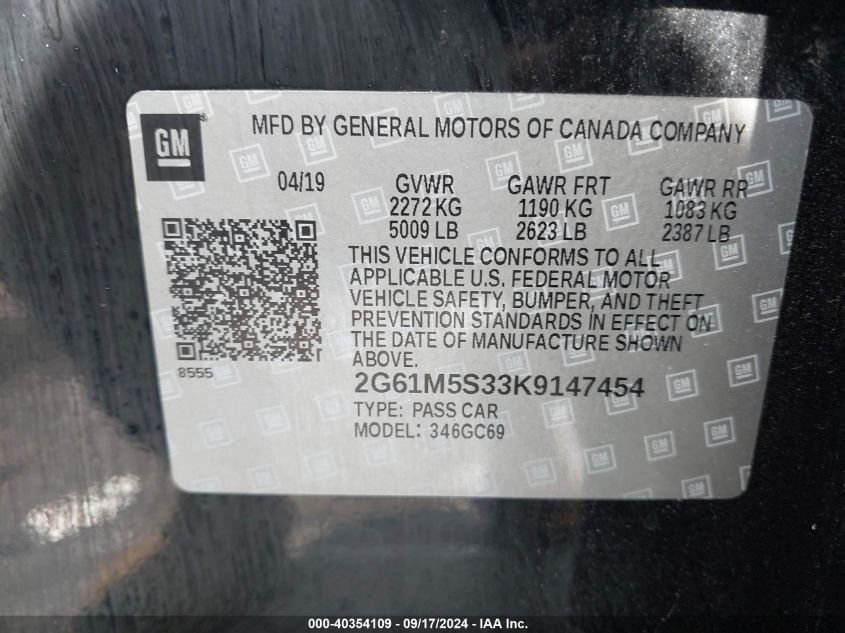 GM
MFD BY GENERAL MOTORS OF CANADA COMPANY
04/19 GVWR GAWR FRT GAWR RR
2272 KG 1190 KG 1083 KG
5009 LB 2623 LB 2387 LB
THIS VEHICLE CONFORMS TO ALL
APPLICABLE U.S. FEDERAL MOTOR
VEHICLE SAFETY, BUMPER, AND THEFT
PREVENTION STANDARDS IN EFFECT ON
THE DATE OF MANUFACTURE SHOWN
ABOVE.
8555
2G61M5S33K9147454
TYPE: PASS CAR
MODEL: 346GC69
000-40354109 - 09/17/2024 - IAA Inc.